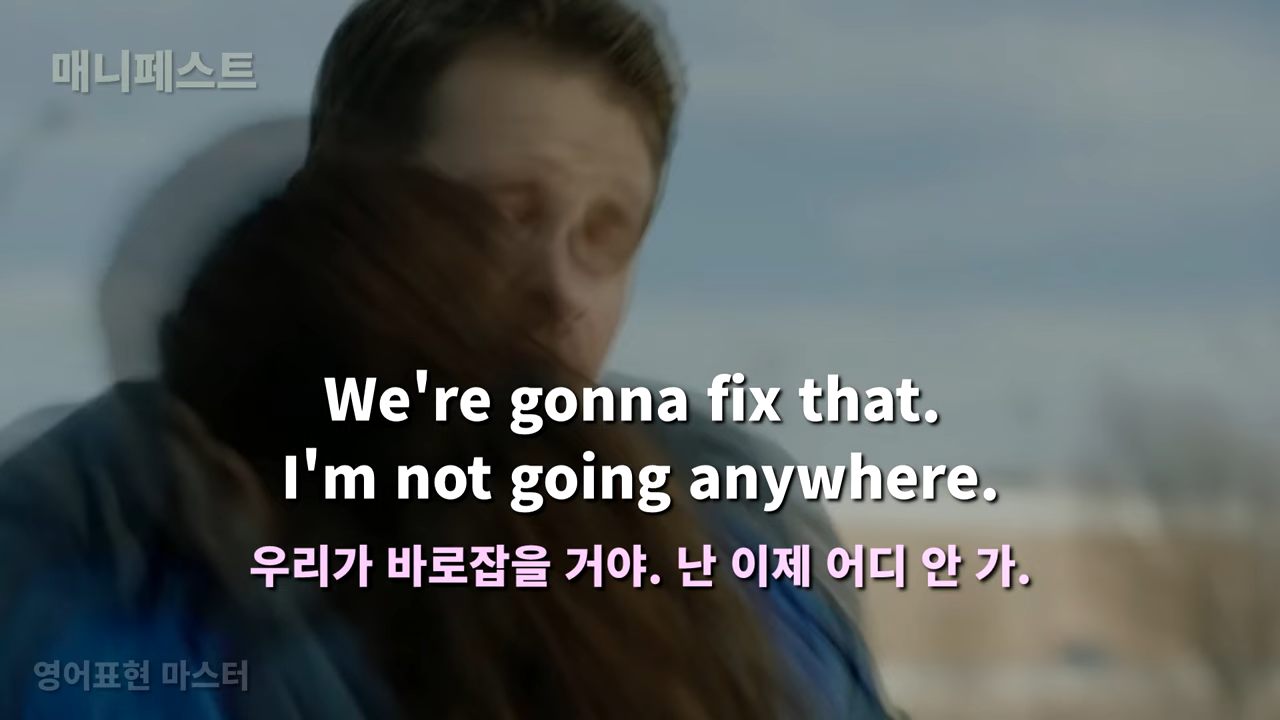 매니페스트
We're gonna fix that.
I'm not going anywhere.
우리가 바로잡을 거야. 난 이제 어디 안 가.
영어표현 마스터